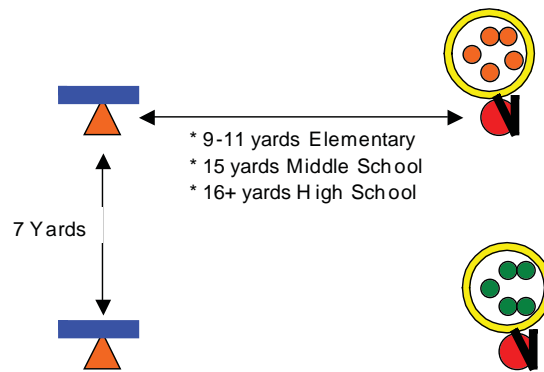 * 9-11 yards Elementary
* 15 yards Middle School
* 16+ yards High School
7 Yards